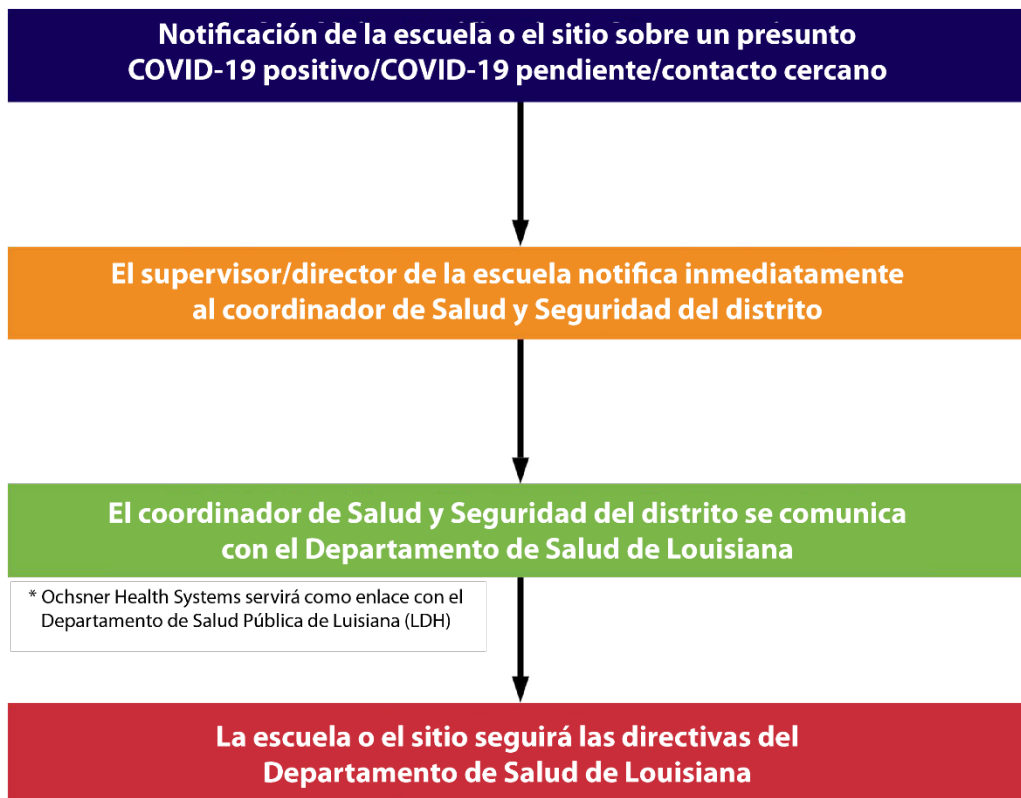 Notificación de la escuela o el sitio sobre un presunto
COVID-19 positivo/COVID-19 pendiente/contacto cercano
El supervisor/director de la escuela notifica inmediatamente
al coordinador de Salud y Seguridad del distrito
El coordinador de Salud y Seguridad del distrito se comunica
con el Departamento de Salud de Louisiana
* Ochsner Health Systems servirá como enlace con el
Departamento de Salud Pública de Luisiana (LDH)
La escuela o el sitio seguirá las directivas del
Departamento de Salud de Louisiana